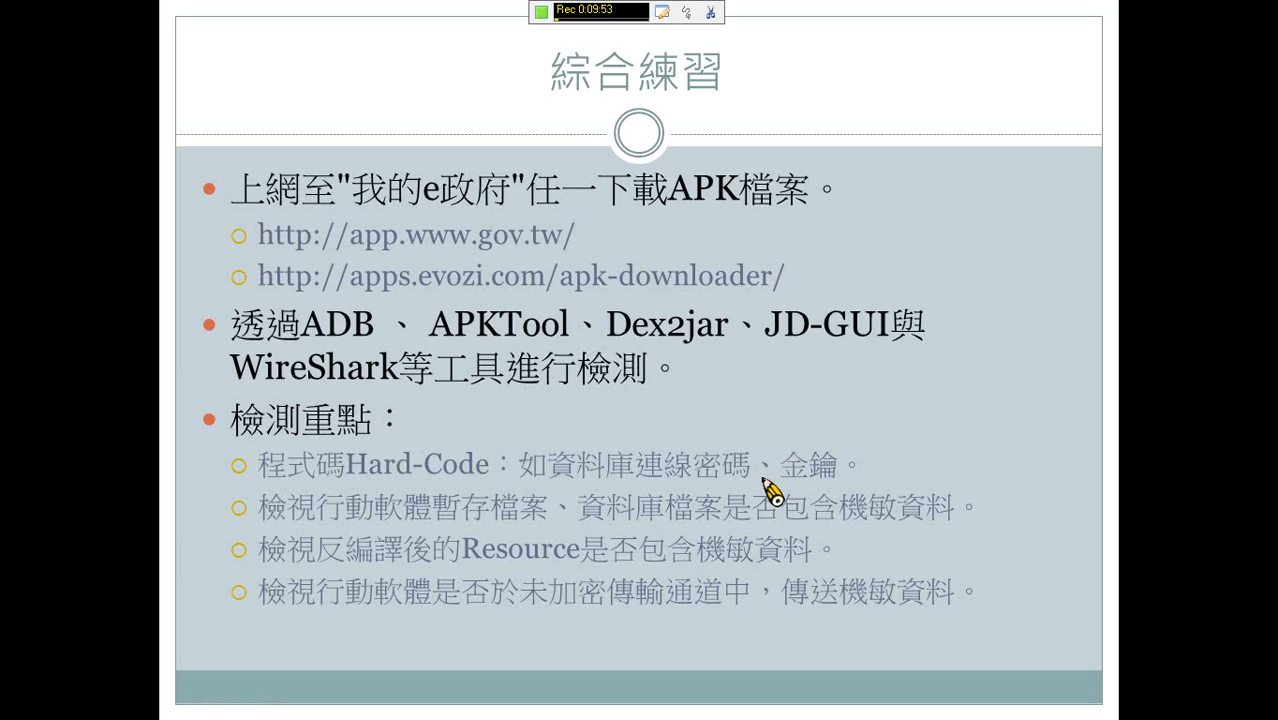 Rec 0:09:53
綜合練習
上網至"我的e政府"任一下載APK檔案。
http://app.www.gov.tw/
http://apps.evozi.com/apk-downloader/
透過ADB 、 APKTool、Dex2jar、JD-GUI與
WireShark等工具進行檢測。
檢測重點：
程式碼Hard-Code：如資料庫連線密碼、金鑰。
檢視行動軟體暫存檔案、資料庫檔案是否包含機敏資料。
檢視反編譯後的Resource是否包含機敏資料。
檢視行動軟體是否於未加密傳輸通道中，傳送機敏資料。